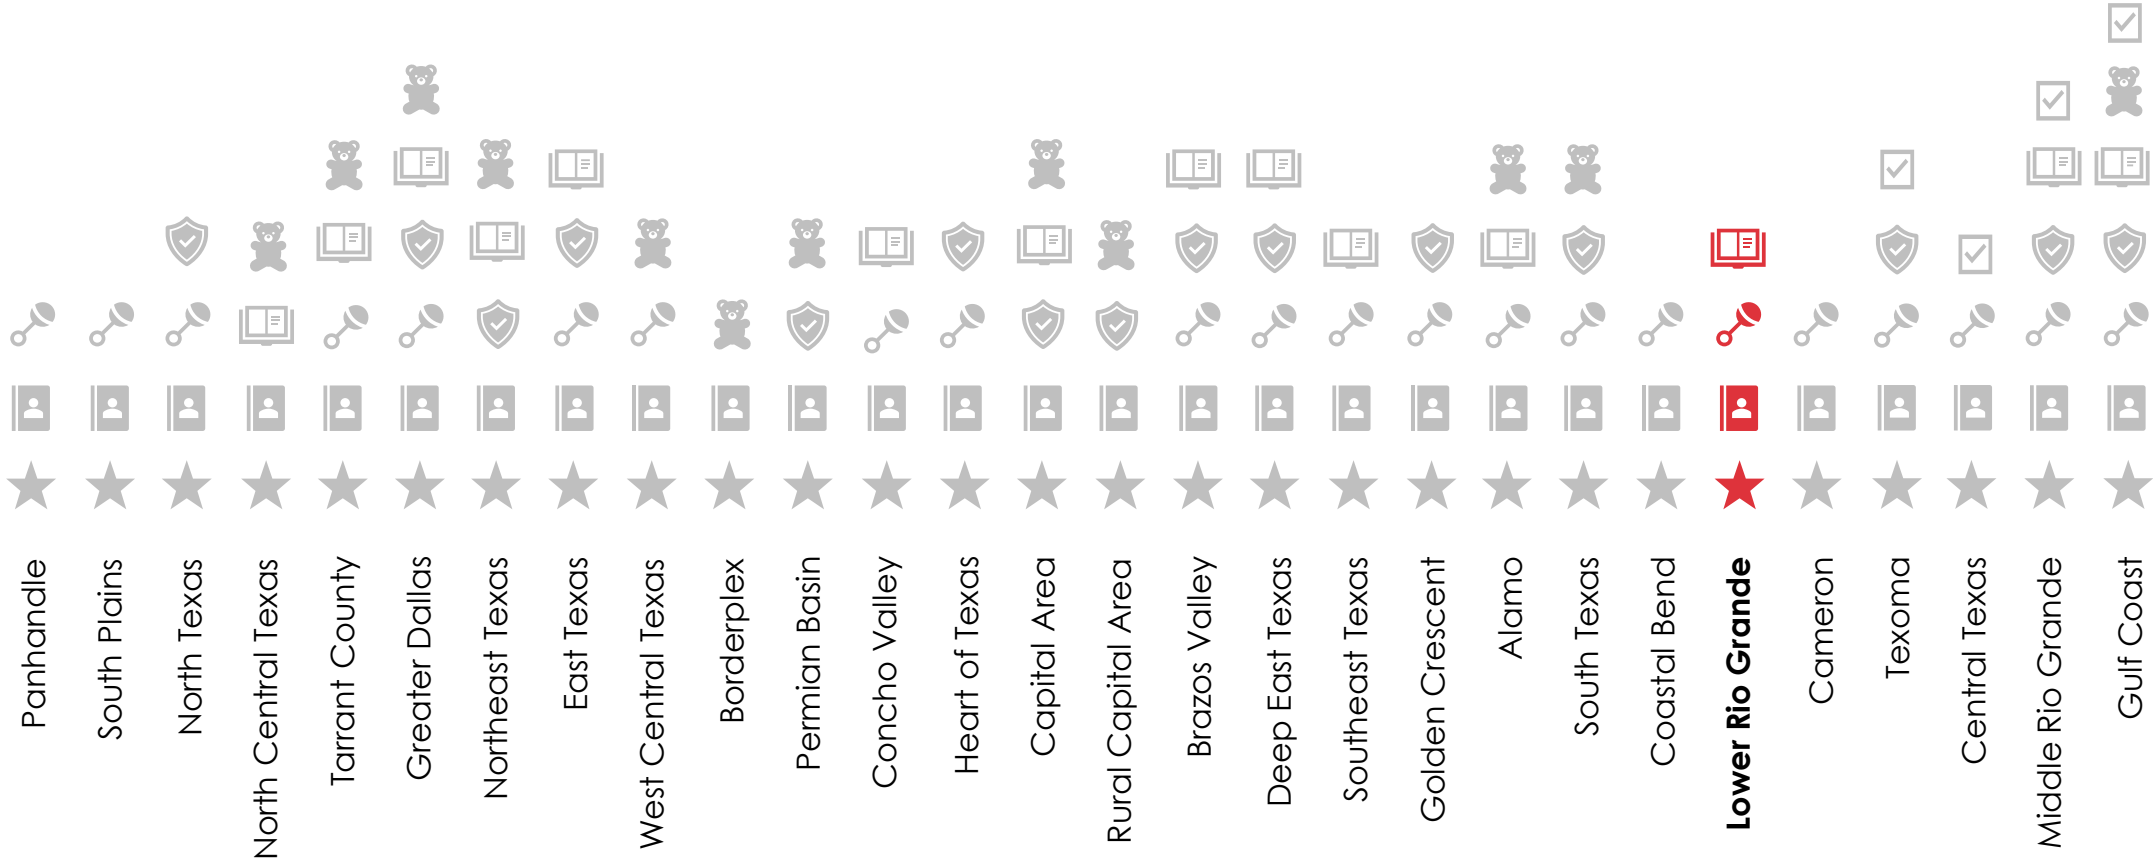 Panhandle
South Plains
North Texas
North Central Texas
Tarrant County
Greater Dallas
Northeast Texas
East Texas
West Central Texas
Borderplex
Permian Basin
Concho Valley
Heart of Texas
Capital Area
Rural Capital Area
Brazos Valley
Deep East Texas
Southeast Texas
Golden Crescent
Alamo
South Texas
Coastal Bend
Lower Rio Grande
Cameron
Texoma
Central Texas
Middle Rio Grande
Gulf Coast